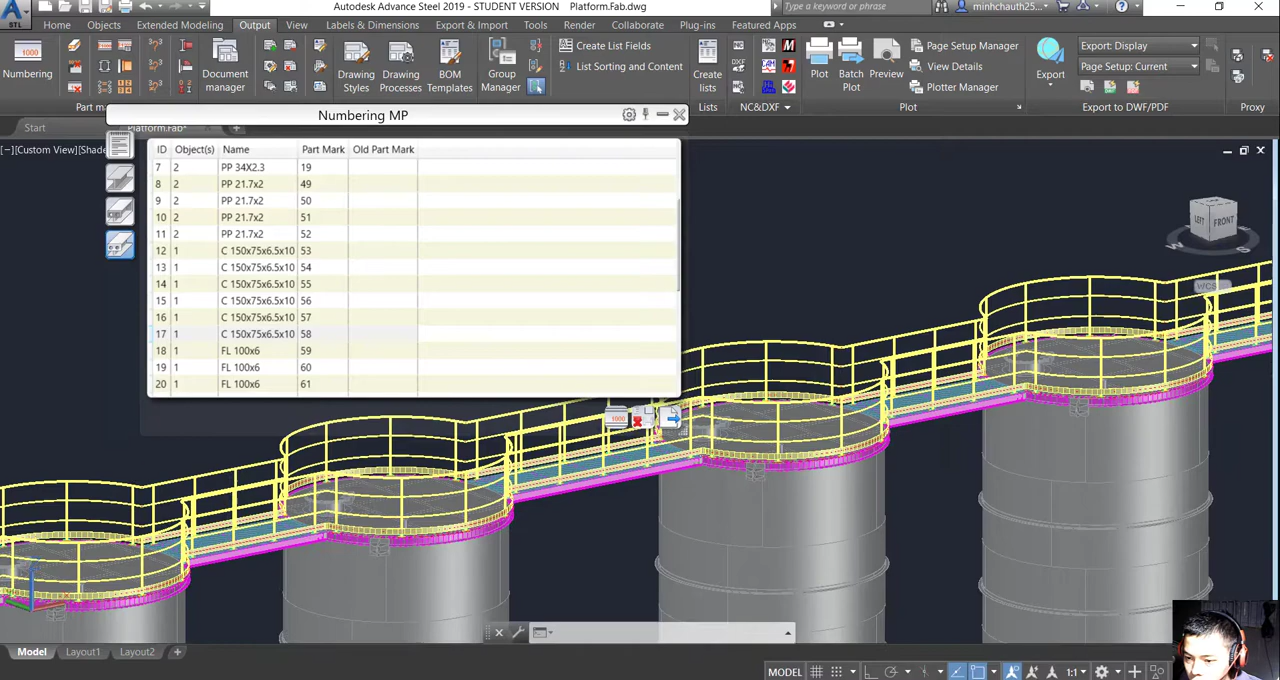 Autodesk Advance Steel 2019 - STUDENT VERSION Platform.Fab.dwg
Type a keyword or phrase
minhchauth25...
STL
Home Objects Extended Modeling Output View Labels & Dimensions Export & Import Tools Render Collaborate Plug-ins Featured Apps
1000
Numbering
Document manager
Drawing Styles
Drawing Processes
BOM Templates
Group Manager
Create List Fields
List Sorting and Content
Create lists
Lists
NC
DXF
NC&DXF
Plot
Batch Plot
Preview
Page Setup Manager
View Details
Plotter Manager
Plot
Export
Export: Display
Page Setup: Current
Export to DWF/PDF
Proxy
Part ma
Start
Platform.Fab*
Numbering MP
[−][Custom View][Shade
ID Object(s) Name Part Mark Old Part Mark
7 2 PP 34X2.3 19
8 2 PP 21.7x2 49
9 2 PP 21.7x2 50
10 2 PP 21.7x2 51
11 2 PP 21.7x2 52
12 1 C 150x75x6.5x10 53
13 1 C 150x75x6.5x10 54
14 1 C 150x75x6.5x10 55
15 1 C 150x75x6.5x10 56
16 1 C 150x75x6.5x10 57
17 1 C 150x75x6.5x10 58
18 1 FL 100x6 59
19 1 FL 100x6 60
20 1 FL 100x6 61
1000
LEFT FRONT
W S
WCS
Model Layout1 Layout2
MODEL 1:1